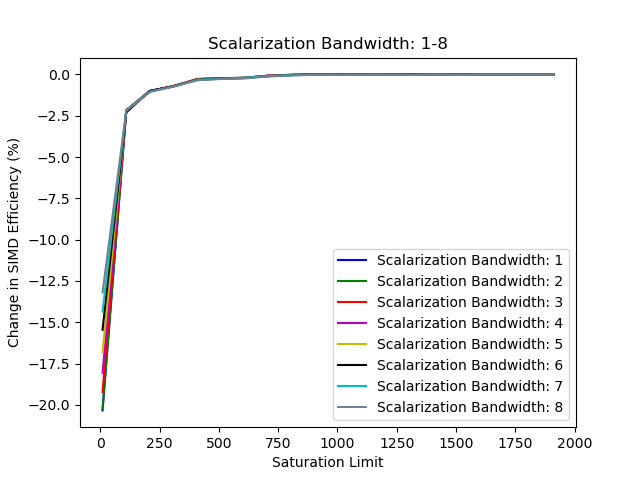 Scalarization Bandwidth: 1-8
Change in SIMD Efficiency (%)
0.0
−2.5
−5.0
−7.5
−10.0
−12.5
−15.0
−17.5
−20.0
Scalarization Bandwidth: 1
Scalarization Bandwidth: 2
Scalarization Bandwidth: 3
Scalarization Bandwidth: 4
Scalarization Bandwidth: 5
Scalarization Bandwidth: 6
Scalarization Bandwidth: 7
Scalarization Bandwidth: 8
0 250 500 750 1000 1250 1500 1750 2000
Saturation Limit